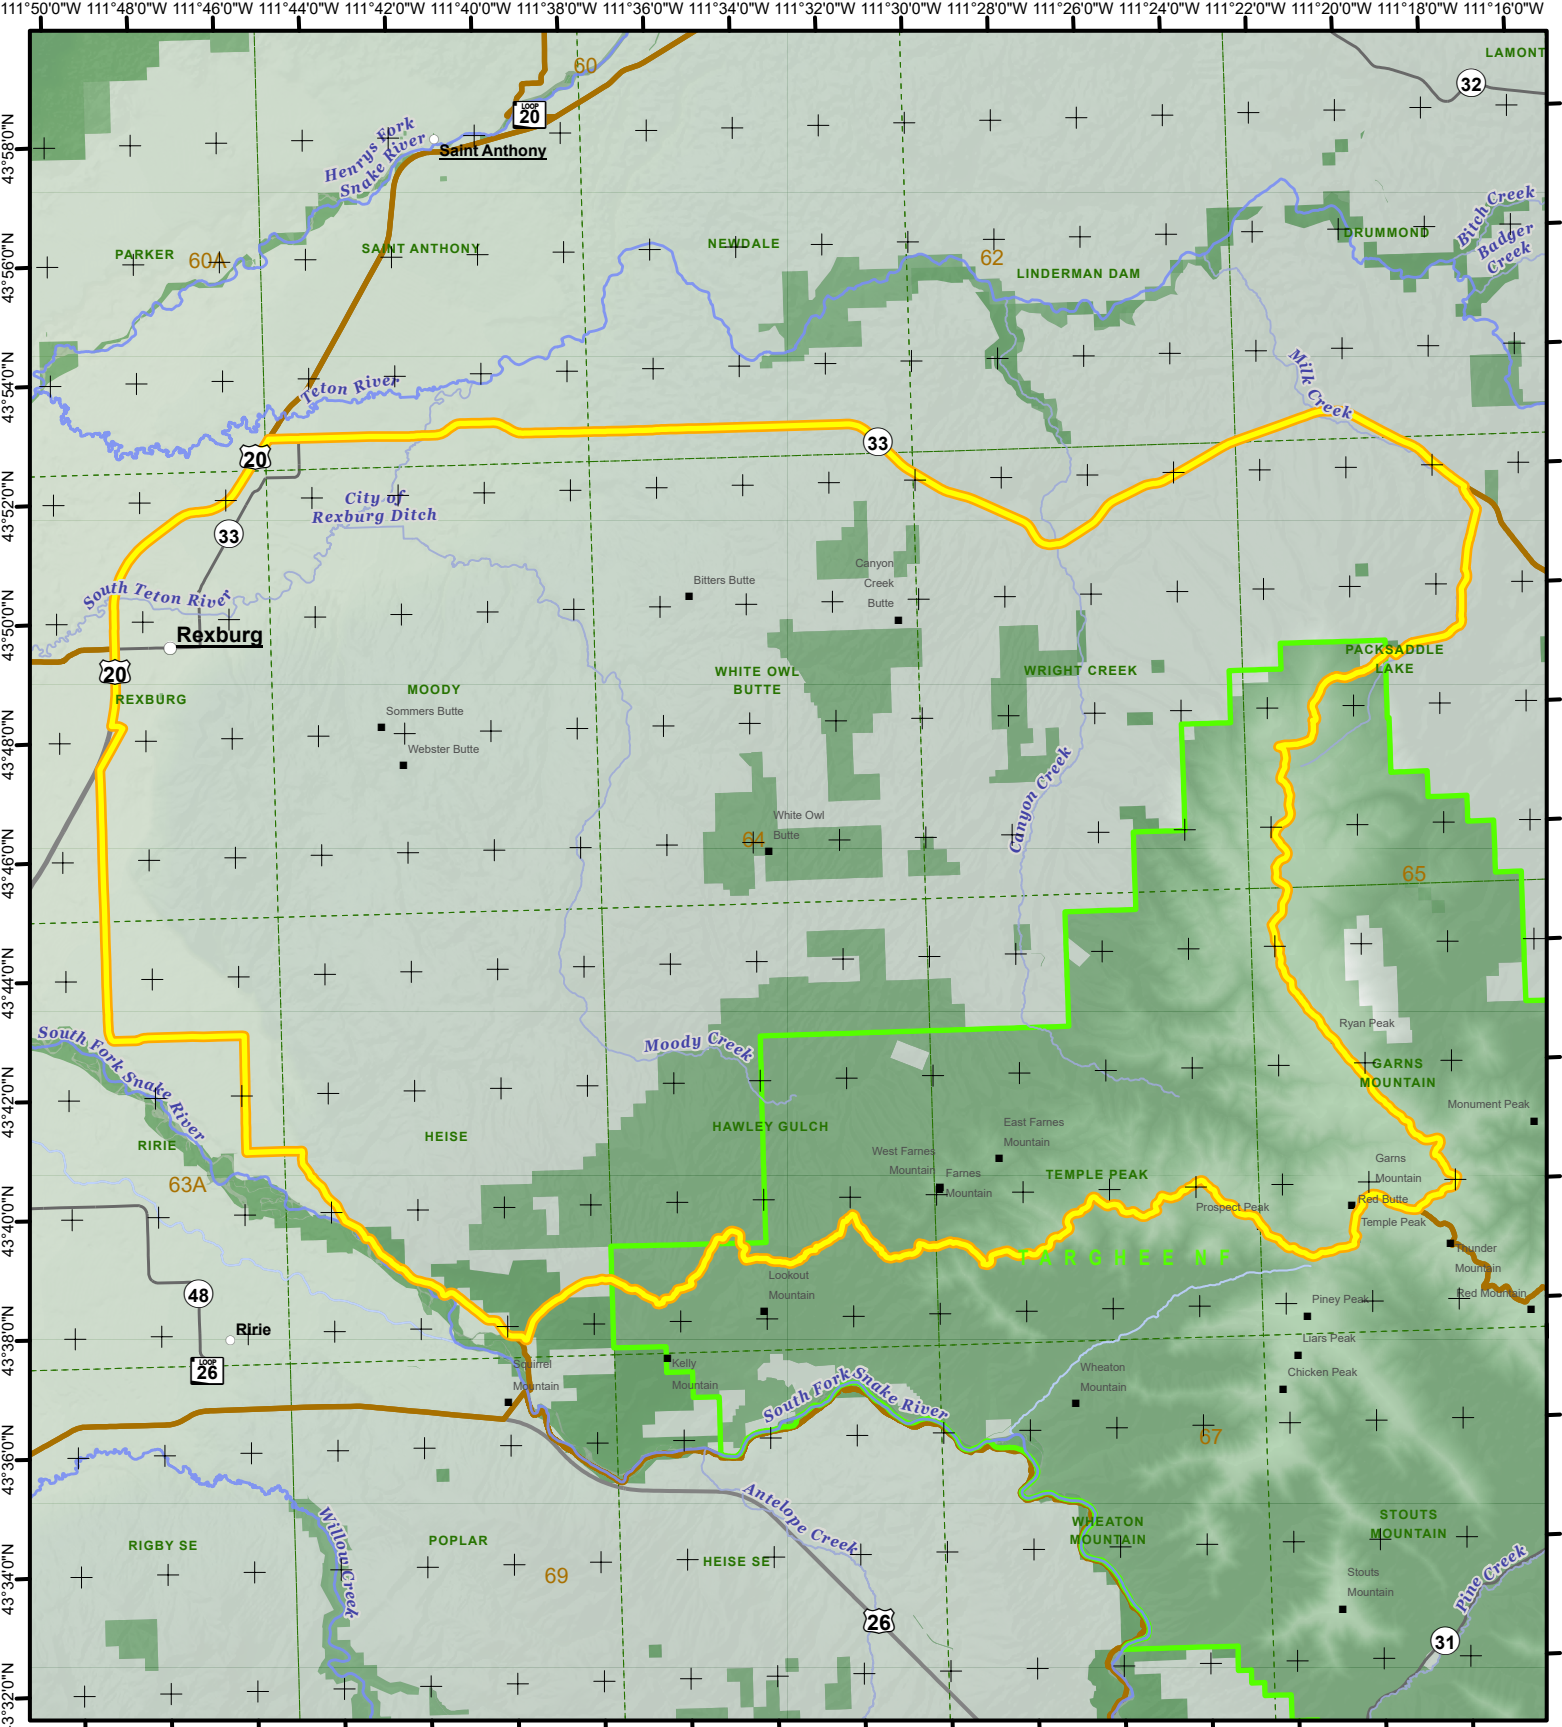 111°50'0"W 111°48'0"W 111°46'0"W 111°44'0"W 111°42'0"W 111°40'0"W 111°38'0"W 111°36'0"W 111°34'0"W 111°32'0"W 111°30'0"W 111°28'0"W 111°26'0"W 111°24'0"W 111°22'0"W 111°20'0"W 111°18'0"W 111°16'0"W
LAMONT
60
32
LOOP
20
43°58'0"N
Henrys Fork
Snake River
Saint Anthony
Bitch Creek
Badger
Creek
DRUMMOND
PARKER
60A
SAINT ANTHONY
NEWDALE
62
LINDERMAN DAM
43°56'0"N
43°54'0"N
Teton River
Milk Creek
33
20
43°52'0"N
City of
Rexburg Ditch
33
Canyon
Creek
Butte
Bitters Butte
South Teton River
43°50'0"N
Rexburg
20
REXBURG
MOODY
Sommers Butte
Webster Butte
WHITE OWL
BUTTE
WRIGHT CREEK
PACKSADDLE
LAKE
43°48'0"N
Canyon Creek
White Owl
Butte
64
65
43°46'0"N
43°44'0"N
Ryan Peak
South Fork Snake River
Moody Creek
GARNS
MOUNTAIN
43°42'0"N
Monument Peak
RIRIE
HEISE
HAWLEY GULCH
East Farnes
Mountain
West Farnes
Mountain
Farnes
Mountain
TEMPLE PEAK
Garns
Mountain
63A
Red Butte
Prospect Peak
Temple Peak
43°40'0"N
TARGHEE NF
Thunder
Mountain
Lookout
Mountain
Red Mountain
48
Piney Peak
Ririe
43°38'0"N
Liars Peak
LOOP
26
Squirrel
Mountain
Kelly
Mountain
Wheaton
Mountain
Chicken Peak
South Fork Snake River
43°36'0"N
67
Antelope Creek
Willow Creek
WHEATON
MOUNTAIN
STOUTS
MOUNTAIN
RIGBY SE
POPLAR
HEISE SE
69
43°34'0"N
Stouts
Mountain
Pine Creek
26
31
43°32'0"N